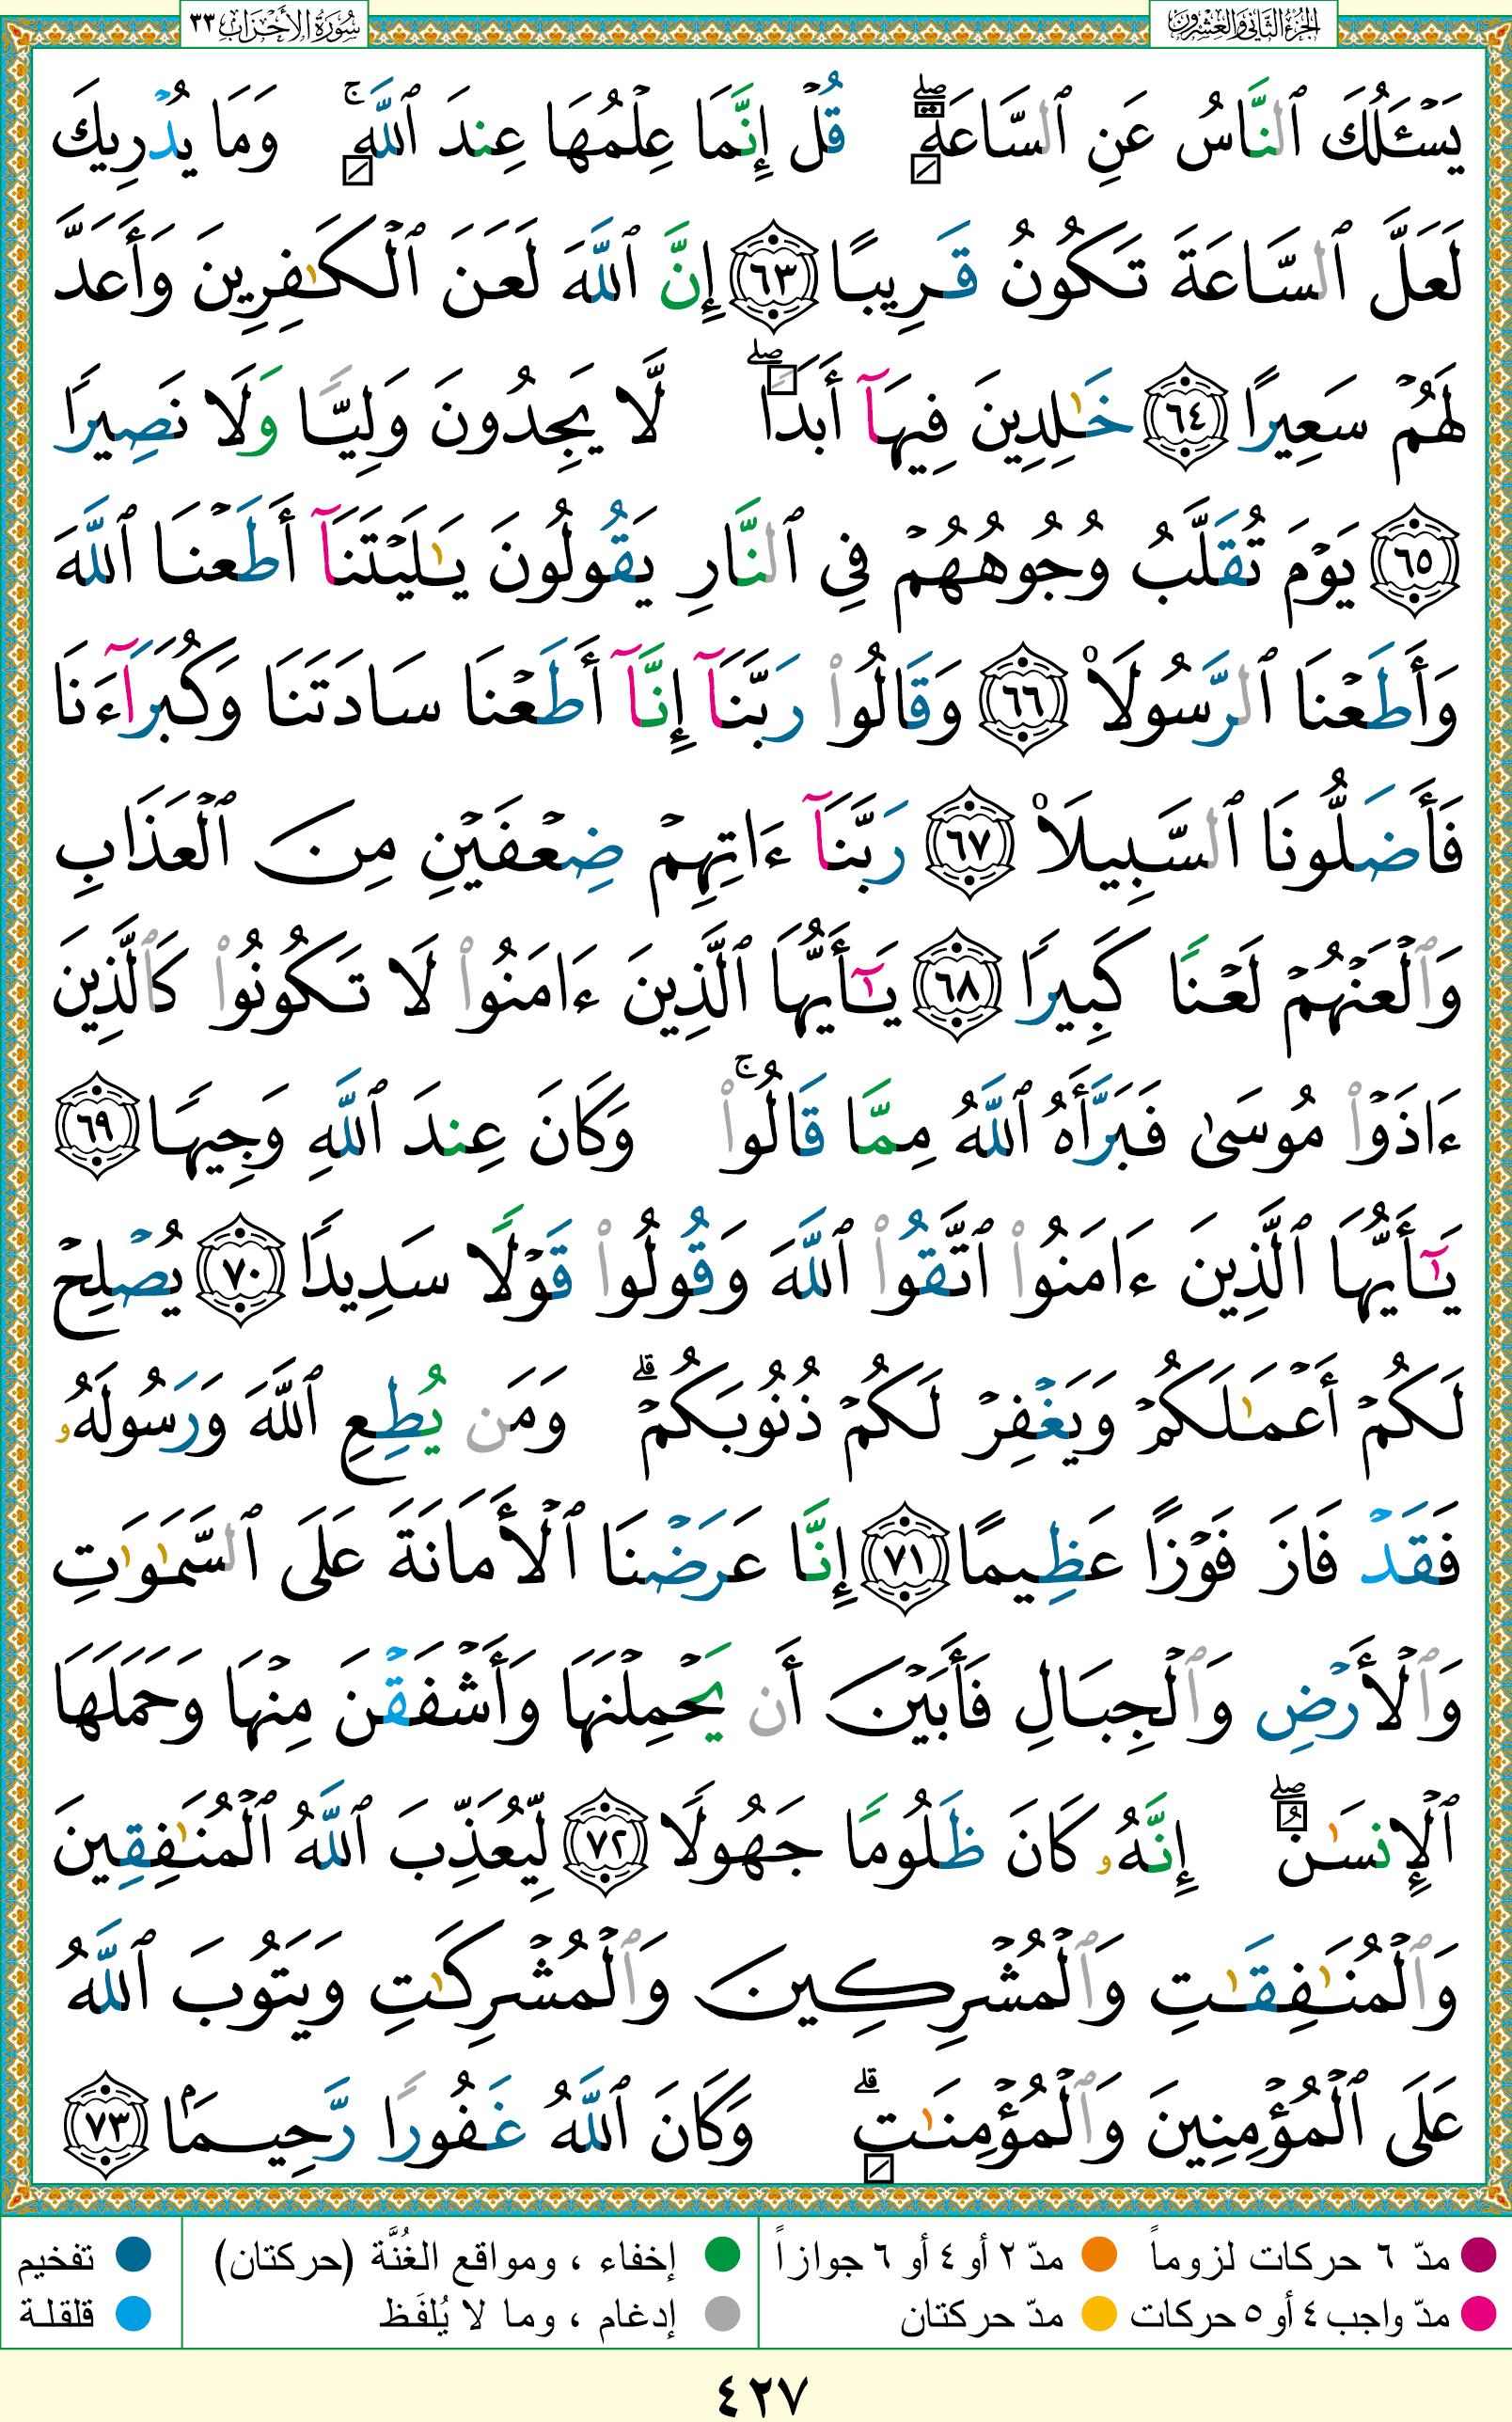 الجزء الثاني والعشرون
سورة الأحزاب ٣٣
يَسْـَٔلُكَ ٱلنَّاسُ عَنِ ٱلسَّاعَةِ ۖ قُلْ إِنَّمَا عِلْمُهَا عِندَ ٱللَّهِ ۚ وَمَا يُدْرِيكَ
لَعَلَّ ٱلسَّاعَةَ تَكُونُ قَرِيبًا ٦٣ إِنَّ ٱللَّهَ لَعَنَ ٱلْكَٰفِرِينَ وَأَعَدَّ
لَهُمْ سَعِيرًا ٦٤ خَٰلِدِينَ فِيهَآ أَبَدًا ۖ لَّا يَجِدُونَ وَلِيًّا وَلَا نَصِيرًا
٦٥ يَوْمَ تُقَلَّبُ وُجُوهُهُمْ فِى ٱلنَّارِ يَقُولُونَ يَٰلَيْتَنَآ أَطَعْنَا ٱللَّهَ
وَأَطَعْنَا ٱلرَّسُولَا۠ ٦٦ وَقَالُوا۟ رَبَّنَآ إِنَّآ أَطَعْنَا سَادَتَنَا وَكُبَرَآءَنَا
فَأَضَلُّونَا ٱلسَّبِيلَا۠ ٦٧ رَبَّنَآ ءَاتِهِمْ ضِعْفَيْنِ مِنَ ٱلْعَذَابِ
وَٱلْعَنْهُمْ لَعْنًا كَبِيرًا ٦٨ يَٰٓأَيُّهَا ٱلَّذِينَ ءَامَنُوا۟ لَا تَكُونُوا۟ كَٱلَّذِينَ
ءَاذَوْا۟ مُوسَىٰ فَبَرَّأَهُ ٱللَّهُ مِمَّا قَالُوا۟ ۚ وَكَانَ عِندَ ٱللَّهِ وَجِيهًا ٦٩
يَٰٓأَيُّهَا ٱلَّذِينَ ءَامَنُوا۟ ٱتَّقُوا۟ ٱللَّهَ وَقُولُوا۟ قَوْلًا سَدِيدًا ٧٠ يُصْلِحْ
لَكُمْ أَعْمَٰلَكُمْ وَيَغْفِرْ لَكُمْ ذُنُوبَكُمْ ۗ وَمَن يُطِعِ ٱللَّهَ وَرَسُولَهُۥ
فَقَدْ فَازَ فَوْزًا عَظِيمًا ٧١ إِنَّا عَرَضْنَا ٱلْأَمَانَةَ عَلَى ٱلسَّمَٰوَٰتِ
وَٱلْأَرْضِ وَٱلْجِبَالِ فَأَبَيْنَ أَن يَحْمِلْنَهَا وَأَشْفَقْنَ مِنْهَا وَحَمَلَهَا
ٱلْإِنسَٰنُ ۖ إِنَّهُۥ كَانَ ظَلُومًا جَهُولًا ٧٢ لِّيُعَذِّبَ ٱللَّهُ ٱلْمُنَٰفِقِينَ
وَٱلْمُنَٰفِقَٰتِ وَٱلْمُشْرِكِينَ وَٱلْمُشْرِكَٰتِ وَيَتُوبَ ٱللَّهُ
عَلَى ٱلْمُؤْمِنِينَ وَٱلْمُؤْمِنَٰتِ ۗ وَكَانَ ٱللَّهُ غَفُورًا رَّحِيمًۢا ٧٣
مدّ ٦ حركات لزوماً مدّ ٢ أو ٤ أو ٦ جوازاً إخفاء ، ومواقع الغُنَّة (حركتان) تفخيم
مدّ واجب ٤ أو ٥ حركات مدّ حركتان إدغام ، وما لا يُلفَظ قلقلة
٤٢٧